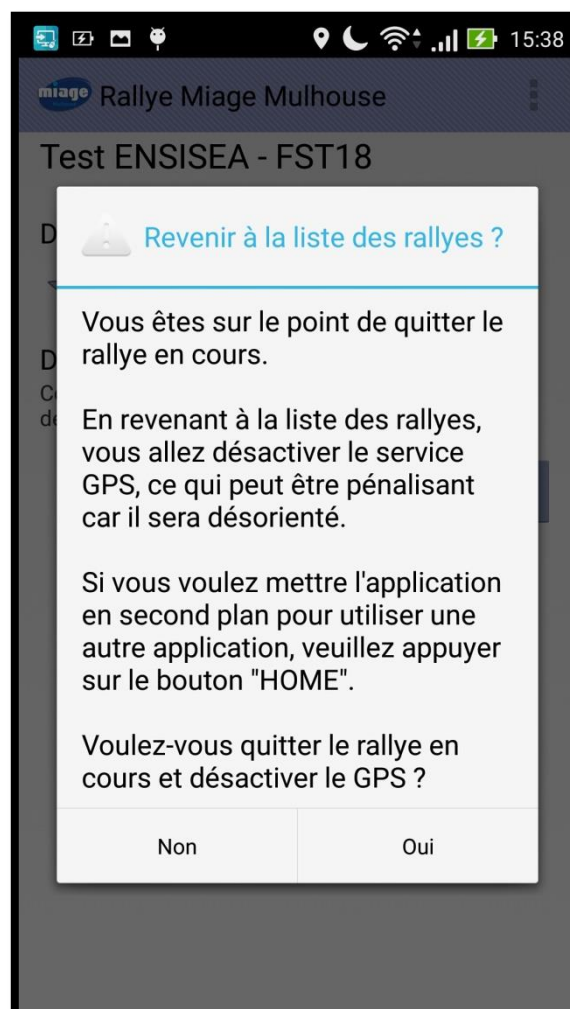 15:38
miage Rallye Miage Mulhouse
Test ENSISEA - FST18
D
Revenir à la liste des rallyes ?
Vous êtes sur le point de quitter le
rallye en cours.
D
Co
de
En revenant à la liste des rallyes,
vous allez désactiver le service
GPS, ce qui peut être pénalisant
car il sera désorienté.
Si vous voulez mettre l'application
en second plan pour utiliser une
autre application, veuillez appuyer
sur le bouton "HOME".
Voulez-vous quitter le rallye en
cours et désactiver le GPS ?
Non
Oui